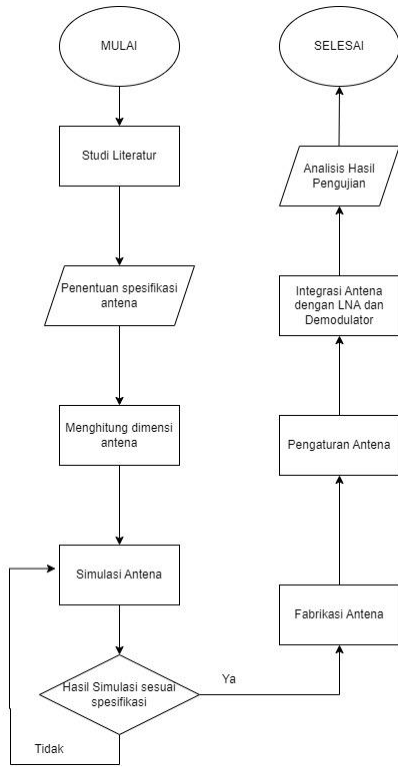 MULAI
Studi Literatur
Penentuan spesifikasi
antena
Menghitung dimensi
antena
Simulasi Antena
Hasil Simulasi sesuai
spesifikasi
Tidak
Ya
Fabrikasi Antena
Pengaturan Antena
Integrasi Antena
dengan LNA dan
Demodulator
Analisis Hasil
Pengujian
SELESAI